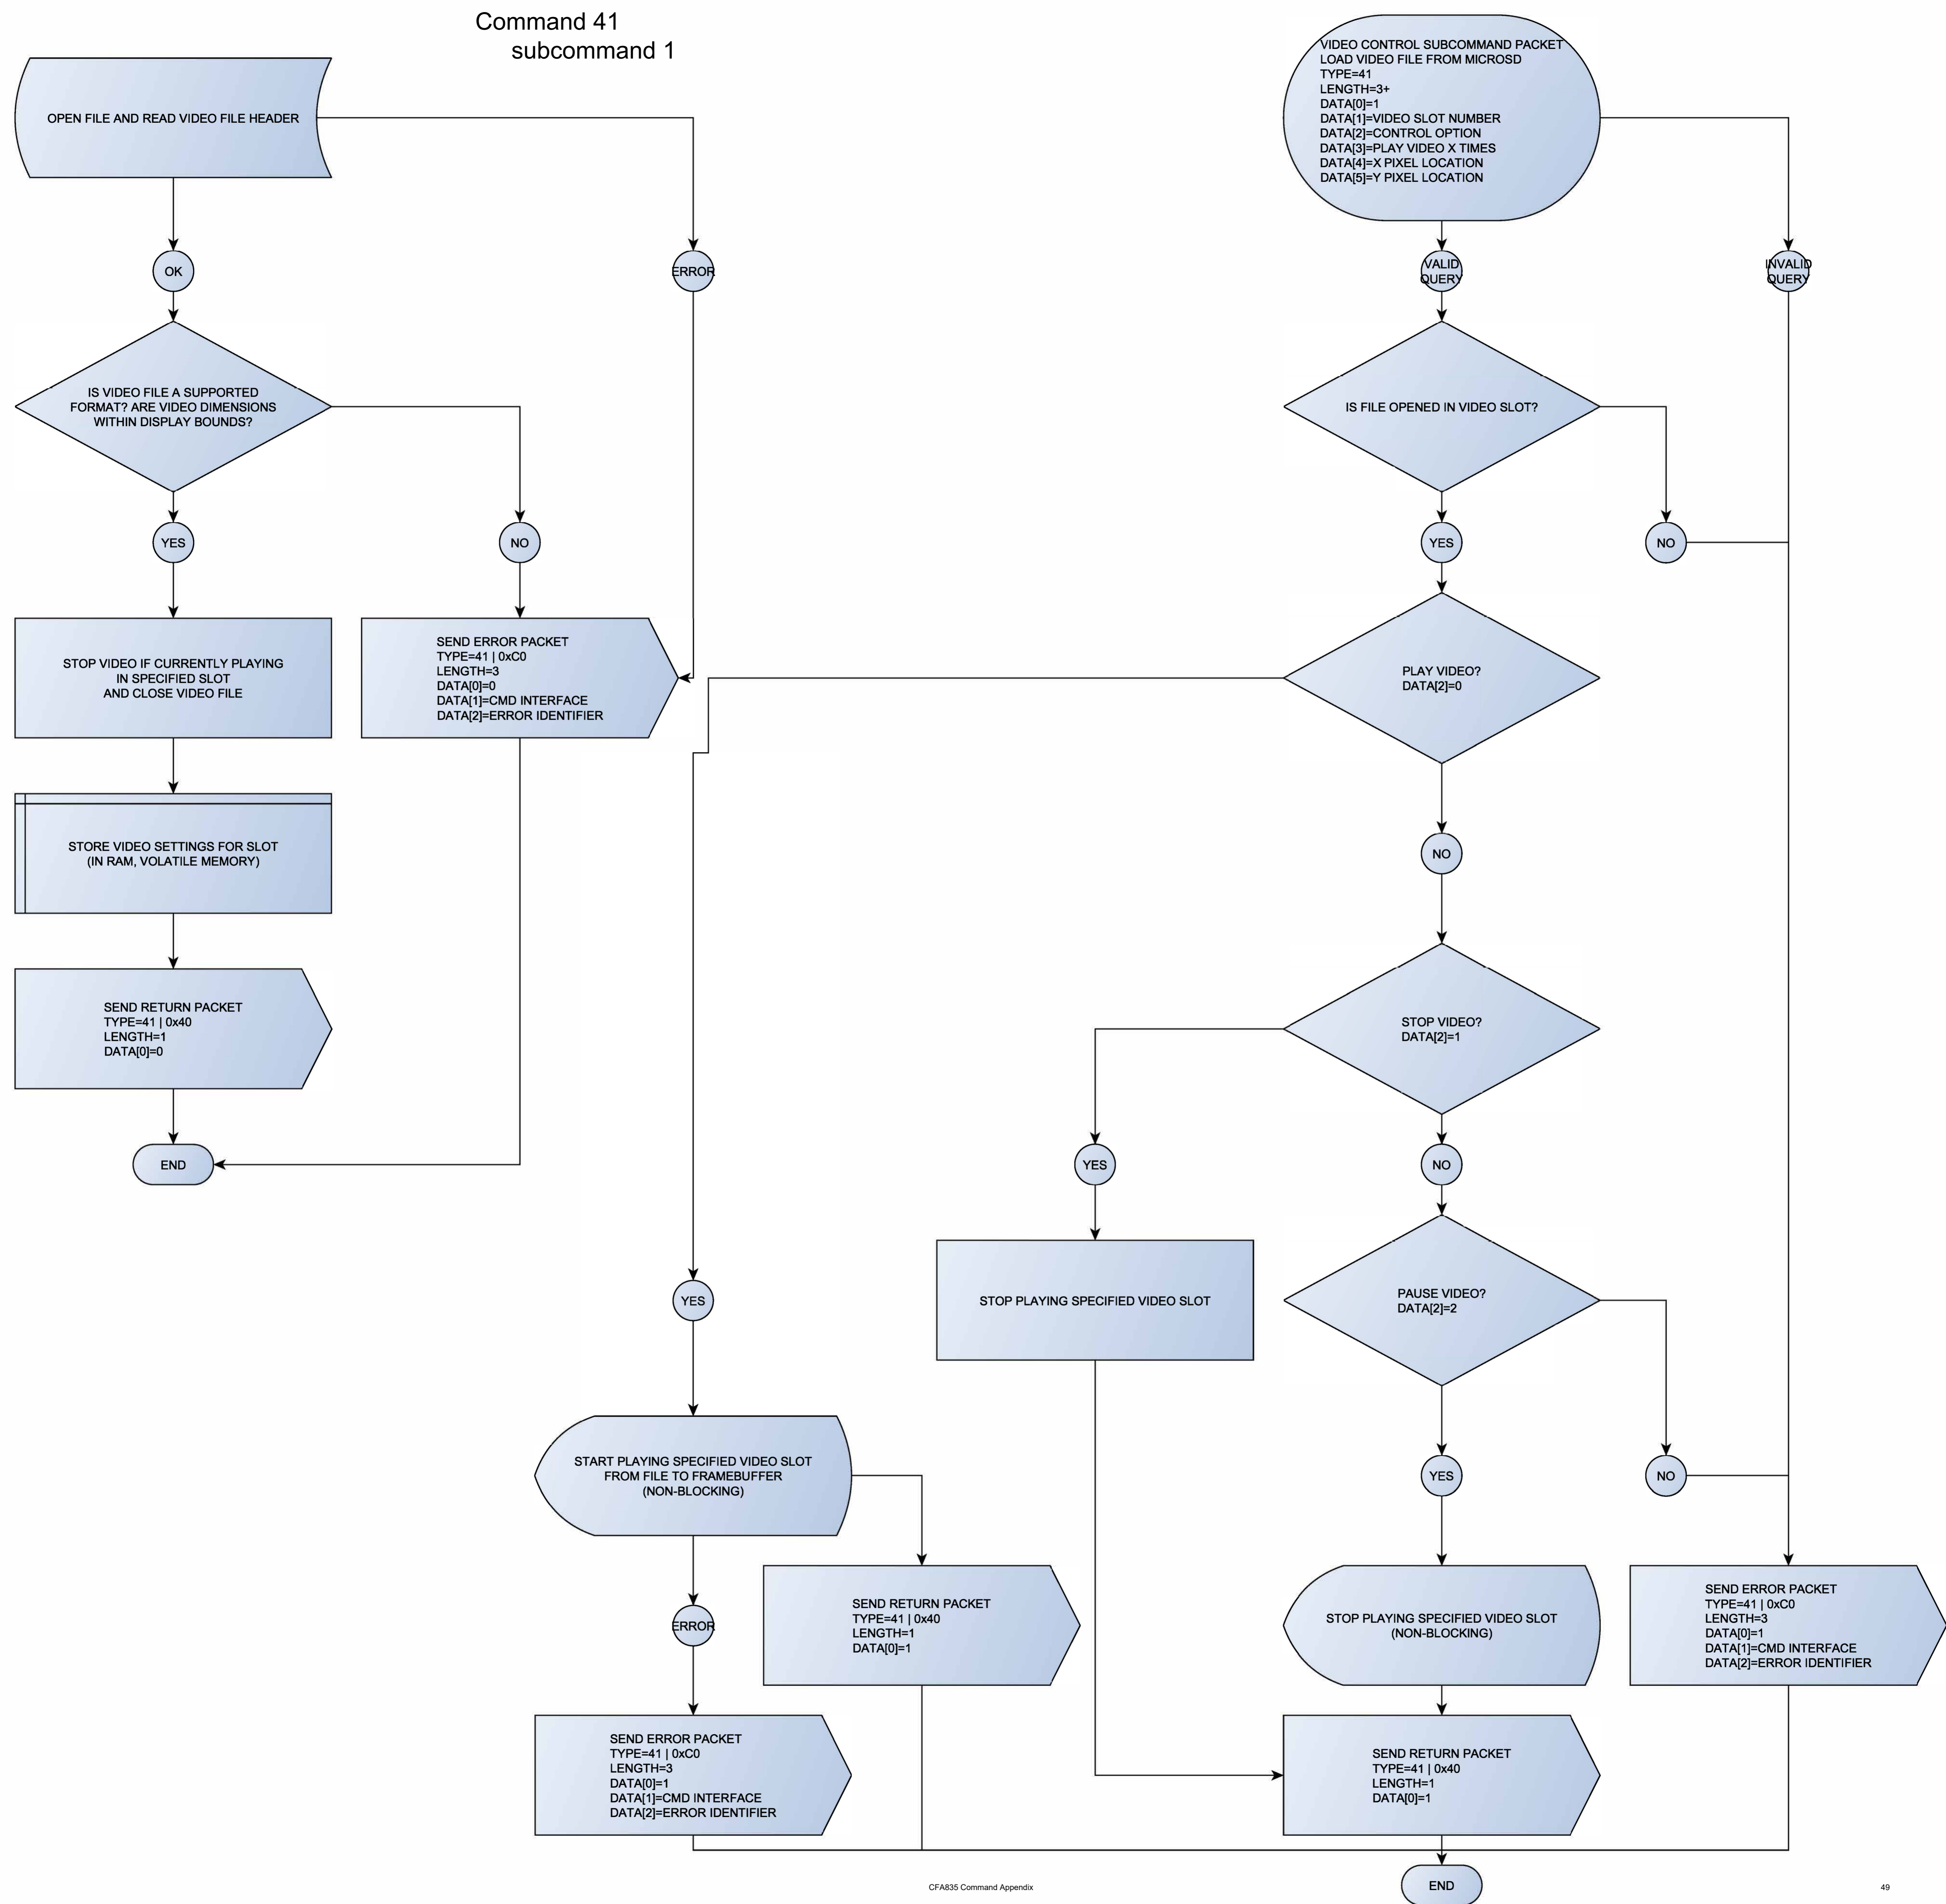 Command 41
subcommand 1
OPEN FILE AND READ VIDEO FILE HEADER
OK
ERROR
IS VIDEO FILE A SUPPORTED
FORMAT? ARE VIDEO DIMENSIONS
WITHIN DISPLAY BOUNDS?
YES
NO
STOP VIDEO IF CURRENTLY PLAYING
IN SPECIFIED SLOT
AND CLOSE VIDEO FILE
SEND ERROR PACKET
TYPE=41 | 0xC0
LENGTH=3
DATA[0]=0
DATA[1]=CMD INTERFACE
DATA[2]=ERROR IDENTIFIER
STORE VIDEO SETTINGS FOR SLOT
(IN RAM, VOLATILE MEMORY)
SEND RETURN PACKET
TYPE=41 | 0x40
LENGTH=1
DATA[0]=0
END
VIDEO CONTROL SUBCOMMAND PACKET
LOAD VIDEO FILE FROM MICROSD
TYPE=41
LENGTH=3+
DATA[0]=1
DATA[1]=VIDEO SLOT NUMBER
DATA[2]=CONTROL OPTION
DATA[3]=PLAY VIDEO X TIMES
DATA[4]=X PIXEL LOCATION
DATA[5]=Y PIXEL LOCATION
VALID
QUERY
INVALID
QUERY
IS FILE OPENED IN VIDEO SLOT?
YES
NO
PLAY VIDEO?
DATA[2]=0
NO
STOP VIDEO?
DATA[2]=1
YES
NO
YES
STOP PLAYING SPECIFIED VIDEO SLOT
PAUSE VIDEO?
DATA[2]=2
START PLAYING SPECIFIED VIDEO SLOT
FROM FILE TO FRAMEBUFFER
(NON-BLOCKING)
YES
NO
ERROR
SEND RETURN PACKET
TYPE=41 | 0x40
LENGTH=1
DATA[0]=1
STOP PLAYING SPECIFIED VIDEO SLOT
(NON-BLOCKING)
SEND ERROR PACKET
TYPE=41 | 0xC0
LENGTH=3
DATA[0]=1
DATA[1]=CMD INTERFACE
DATA[2]=ERROR IDENTIFIER
SEND ERROR PACKET
TYPE=41 | 0xC0
LENGTH=3
DATA[0]=1
DATA[1]=CMD INTERFACE
DATA[2]=ERROR IDENTIFIER
SEND RETURN PACKET
TYPE=41 | 0x40
LENGTH=1
DATA[0]=1
END
CFA835 Command Appendix
49